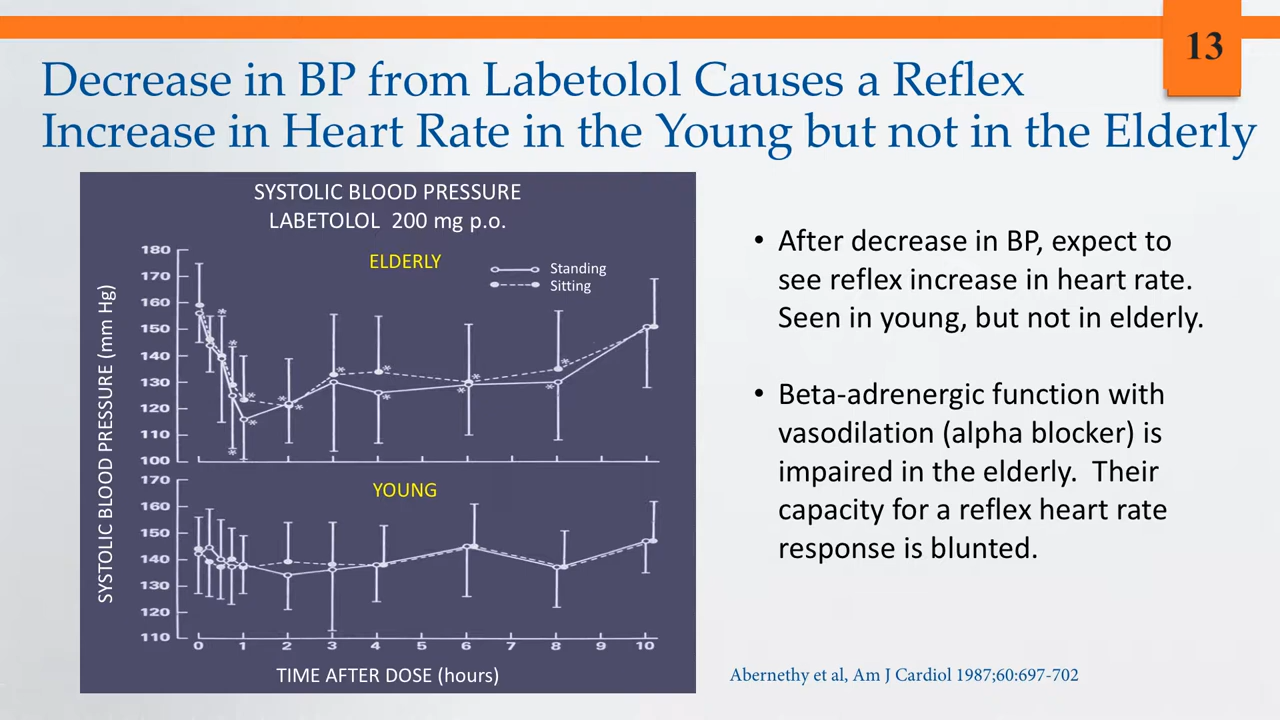 13
Decrease in BP from Labetolol Causes a Reflex
Increase in Heart Rate in the Young but not in the Elderly
SYSTOLIC BLOOD PRESSURE
LABETOLOL 200 mg p.o.
ELDERLY
Standing
Sitting
SYSTOLIC BLOOD PRESSURE (mm Hg)
180
170
160
150
140
130
120
110
100
YOUNG
170
160
150
140
130
120
110
0 1 2 3 4 5 6 7 8 9 10
TIME AFTER DOSE (hours)
• After decrease in BP, expect to
see reflex increase in heart rate.
Seen in young, but not in elderly.
• Beta-adrenergic function with
vasodilation (alpha blocker) is
impaired in the elderly. Their
capacity for a reflex heart rate
response is blunted.
Abernethy et al, Am J Cardiol 1987;60:697-702